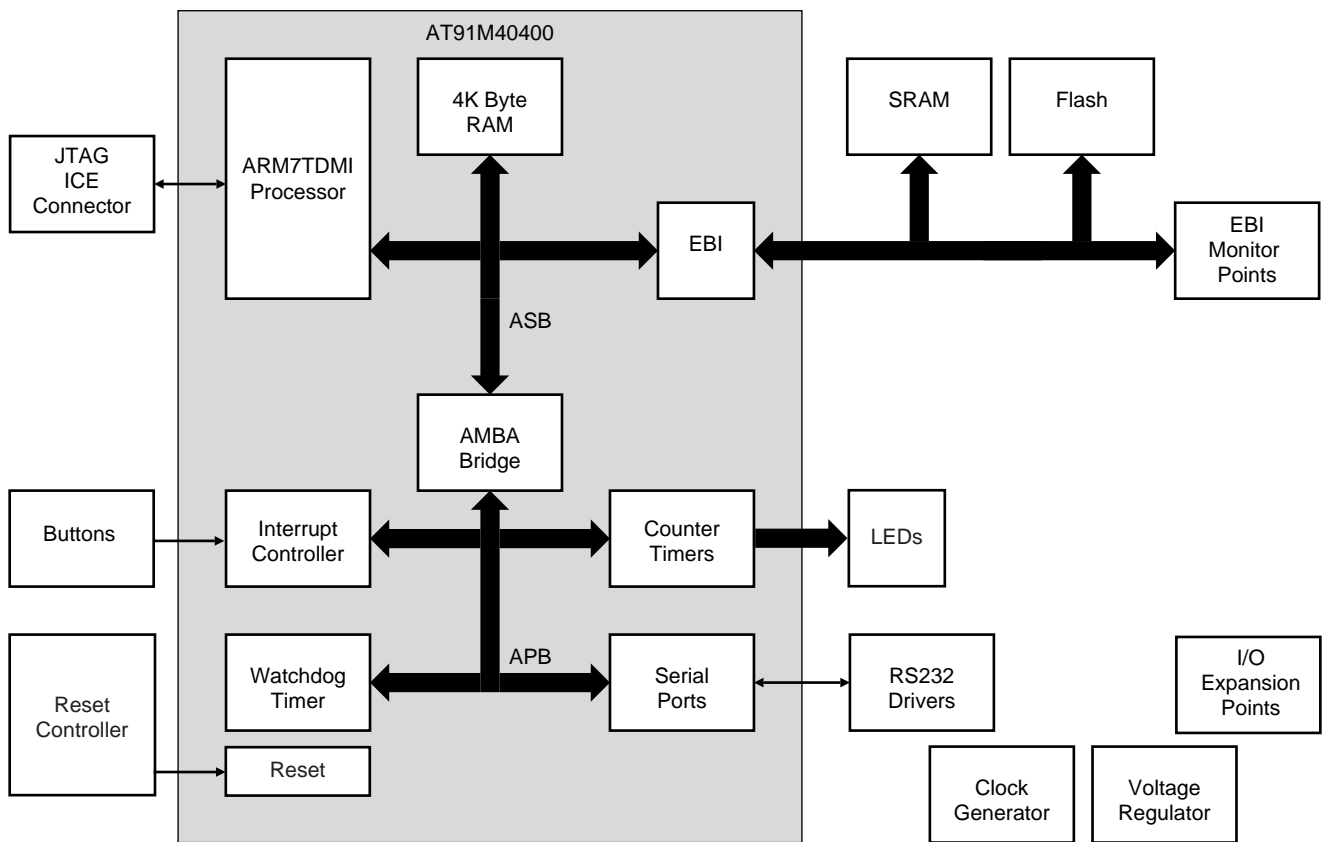 AT91M40400
4K Byte
RAM
SRAM
Flash
JTAG
ICE
Connector
ARM7TDMI
Processor
EBI
EBI
Monitor
Points
ASB
AMBA
Bridge
Buttons
Interrupt
Controller
Counter
Timers
LEDs
APB
Reset
Controller
Watchdog
Timer
Serial
Ports
RS232
Drivers
I/O
Expansion
Points
Reset
Clock
Generator
Voltage
Regulator